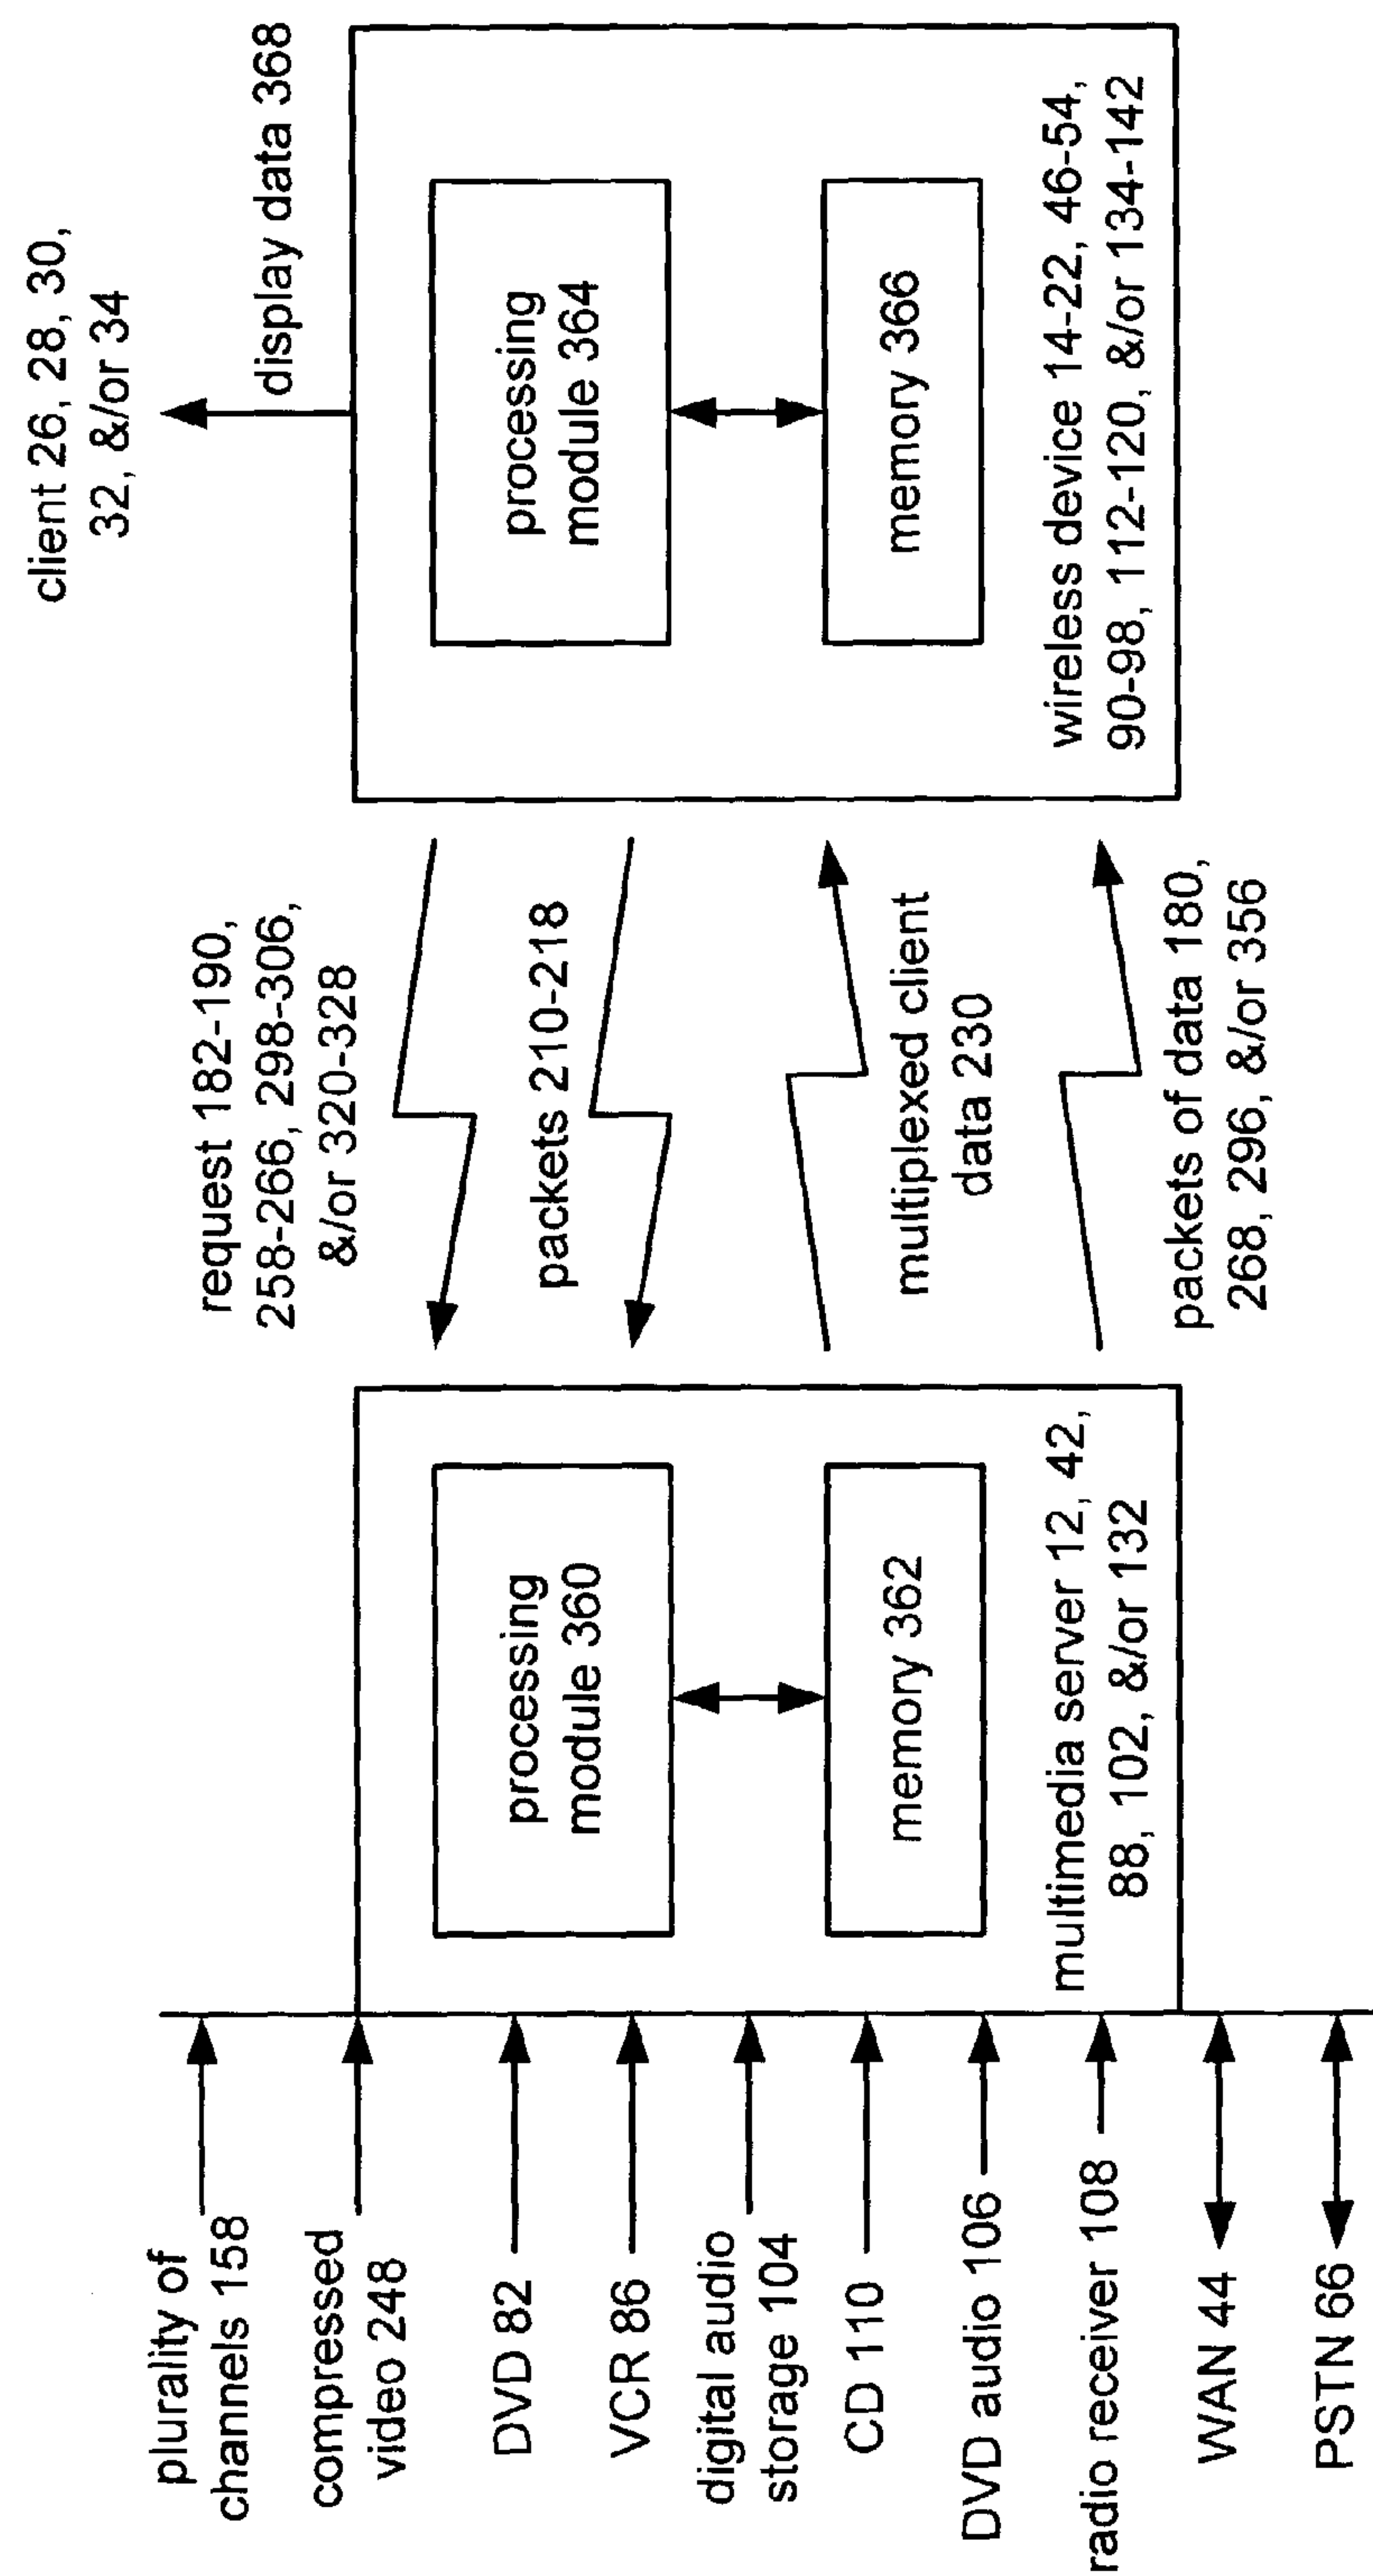 plurality of
channels 158
compressed
video 248
DVD 82
VCR 86
digital audio
storage 104
CD 110
DVD audio 106
radio receiver 108
WAN 44
PSTN 66
processing
module 360
memory 362
multimedia server 12, 42,
88, 102, &/or 132
request 182-190,
258-266, 298-306,
&/or 320-328
packets 210-218
multiplexed client
data 230
packets of data 180,
268, 296, &/or 356
client 26, 28, 30,
32, &/or 34
display data 368
processing
module 364
memory 366
wireless device 14-22, 46-54,
90-98, 112-120, &/or 134-142